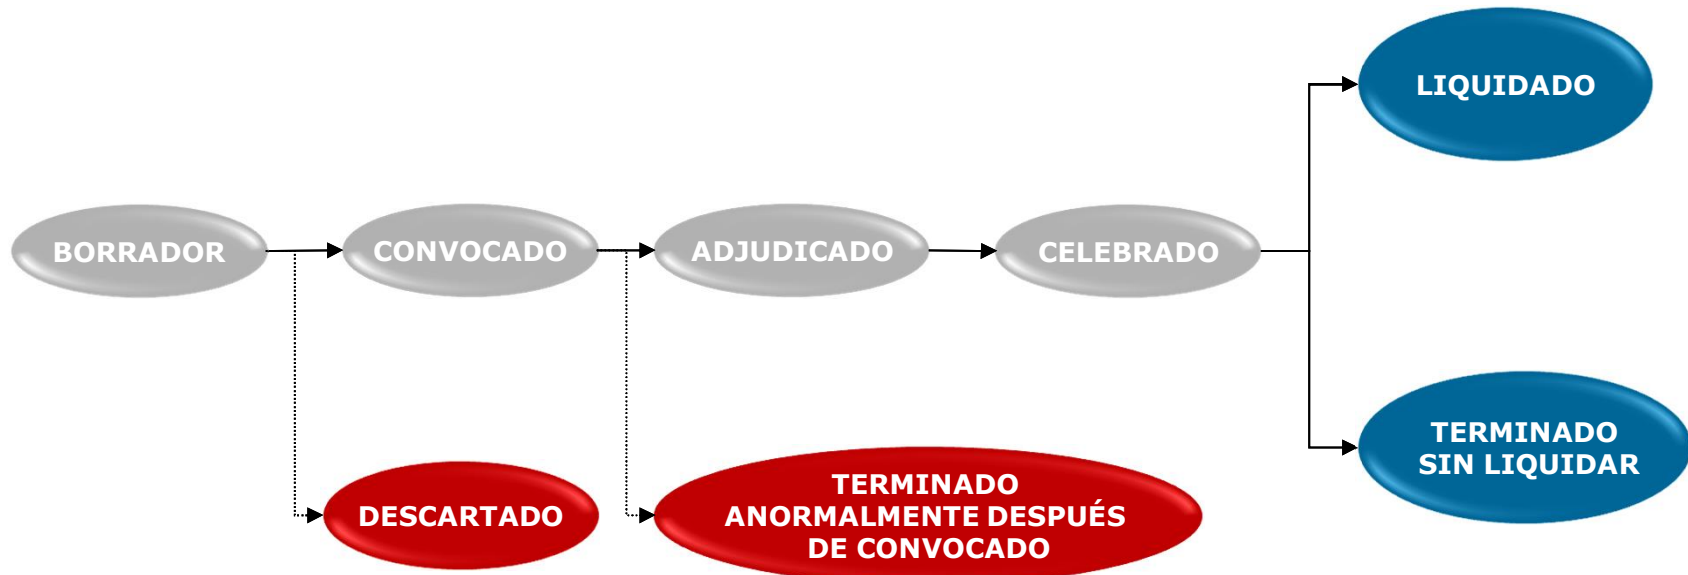 LIQUIDADO
BORRADOR
CONVOCADO
ADJUDICADO
CELEBRADO
TERMINADO
SIN LIQUIDAR
DESCARTADO
TERMINADO
ANORMALMENTE DESPUÉS
DE CONVOCADO